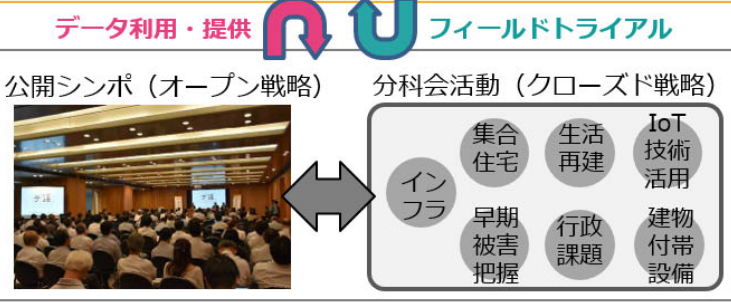 データ利用・提供
フィールドトライアル
公開シンポ（オープン戦略）
分科会活動（クローズド戦略）
イン
フラ
集合
住宅
生活
再建
IoT
技術
活用
早期
被害
把握
行政
課題
建物
付帯
設備